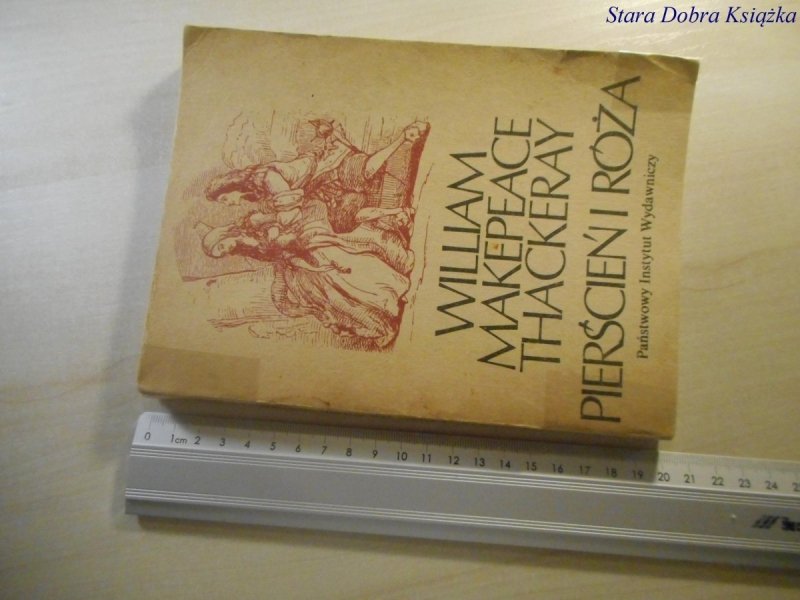 Stara Dobra Książka
WILLIAM
MAKEPEACE
THACKERAY
PIERŚCIEŃ I RÓŻA
Państwowy Instytut Wydawniczy
0 1cm 2 3 4 5 6 7 8 9 10 11 12 13 14 15 16 17 18 19 20 21 22 23 24 25